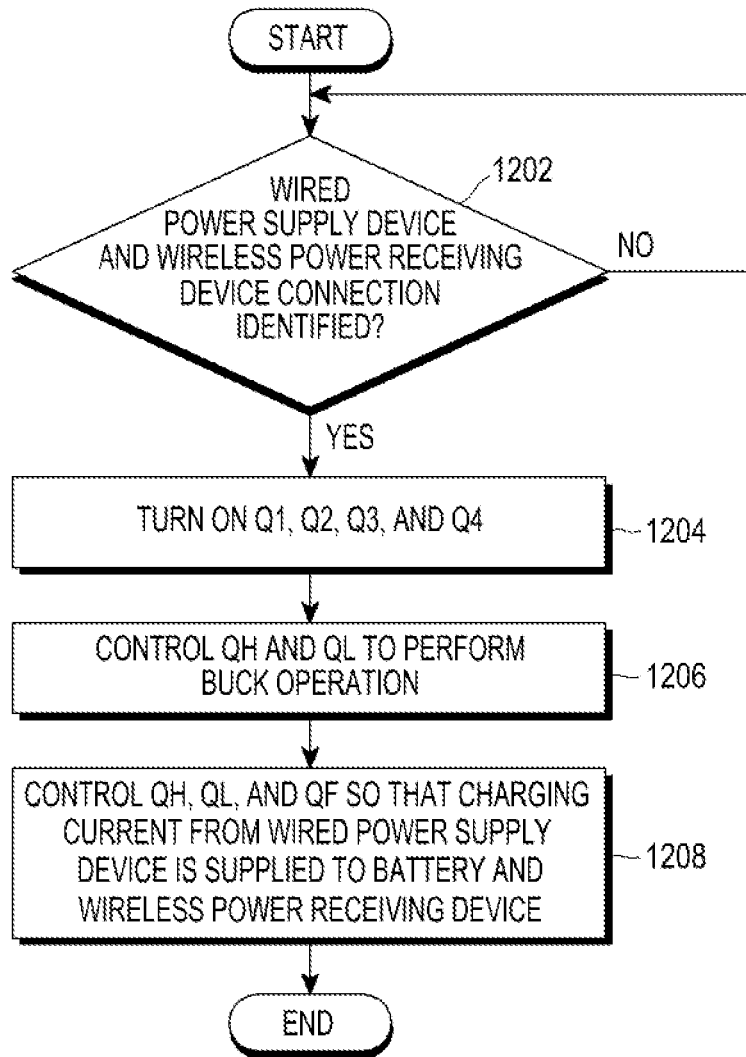 START
WIRED
POWER SUPPLY DEVICE
AND WIRELESS POWER RECEIVING
DEVICE CONNECTION
IDENTIFIED?
1202
NO
YES
TURN ON Q1, Q2, Q3, AND Q4
1204
CONTROL QH AND QL TO PERFORM
BUCK OPERATION
1206
CONTROL QH, QL, AND QF SO THAT CHARGING
CURRENT FROM WIRED POWER SUPPLY
DEVICE IS SUPPLIED TO BATTERY AND
WIRELESS POWER RECEIVING DEVICE
1208
END